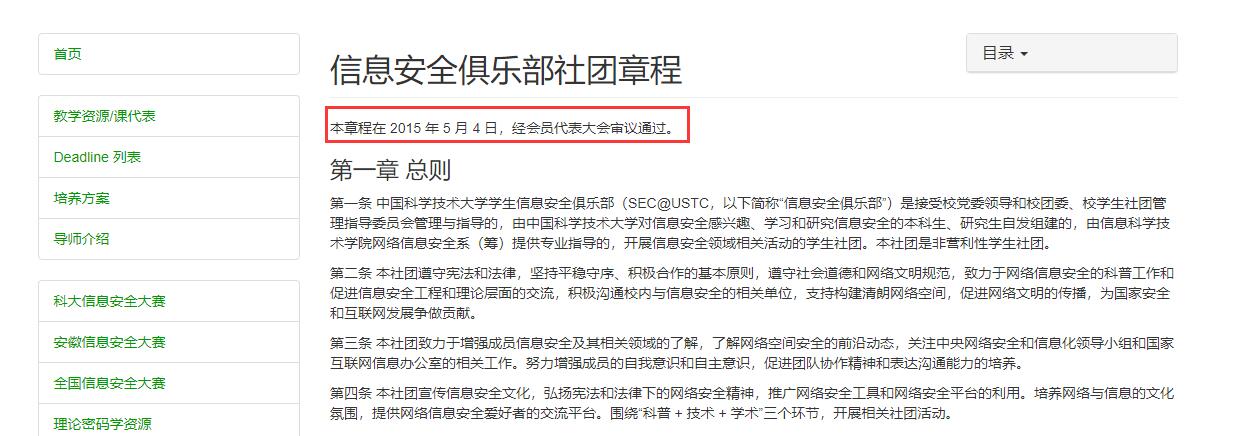 首页
教学资源/课代表
Deadline 列表
培养方案
导师介绍
科大信息安全大赛
安徽信息安全大赛
全国信息安全大赛
理论密码学资源
目录
信息安全俱乐部社团章程
本章程在 2015 年 5 月 4 日，经会员代表大会审议通过。
第一章 总则
第一条 中国科学技术大学学生信息安全俱乐部（SEC@USTC，以下简称“信息安全俱乐部”）是接受校党委领导和校团委、校学生社团管
理指导委员会管理与指导的，由中国科学技术大学对信息安全感兴趣、学习和研究信息安全的本科生、研究生自发组建的，由信息科学技
术学院网络信息安全系（筹）提供专业指导的，开展信息安全领域相关活动的学生社团。本社团是非营利性学生社团。
第二条 本社团遵守宪法和法律，坚持平稳守序、积极合作的基本原则，遵守社会道德和网络文明规范，致力于网络信息安全的科普工作和
促进信息安全工程和理论层面的交流，积极沟通校内与信息安全的相关单位，支持构建清朗网络空间，促进网络文明的传播，为国家安全
和互联网发展争做贡献。
第三条 本社团致力于增强成员信息安全及其相关领域的了解，了解网络空间安全的前沿动态，关注中央网络安全和信息化领导小组和国家
互联网信息办公室的相关工作。努力增强成员的自我意识和自主意识，促进团队协作精神和表达沟通能力的培养。
第四条 本社团宣传信息安全文化，弘扬宪法和法律下的网络安全精神，推广网络安全工具和网络安全平台的利用。培养网络与信息的文化
氛围，提供网络信息安全爱好者的交流平台。围绕“科普 + 技术 + 学术”三个环节，开展相关社团活动。